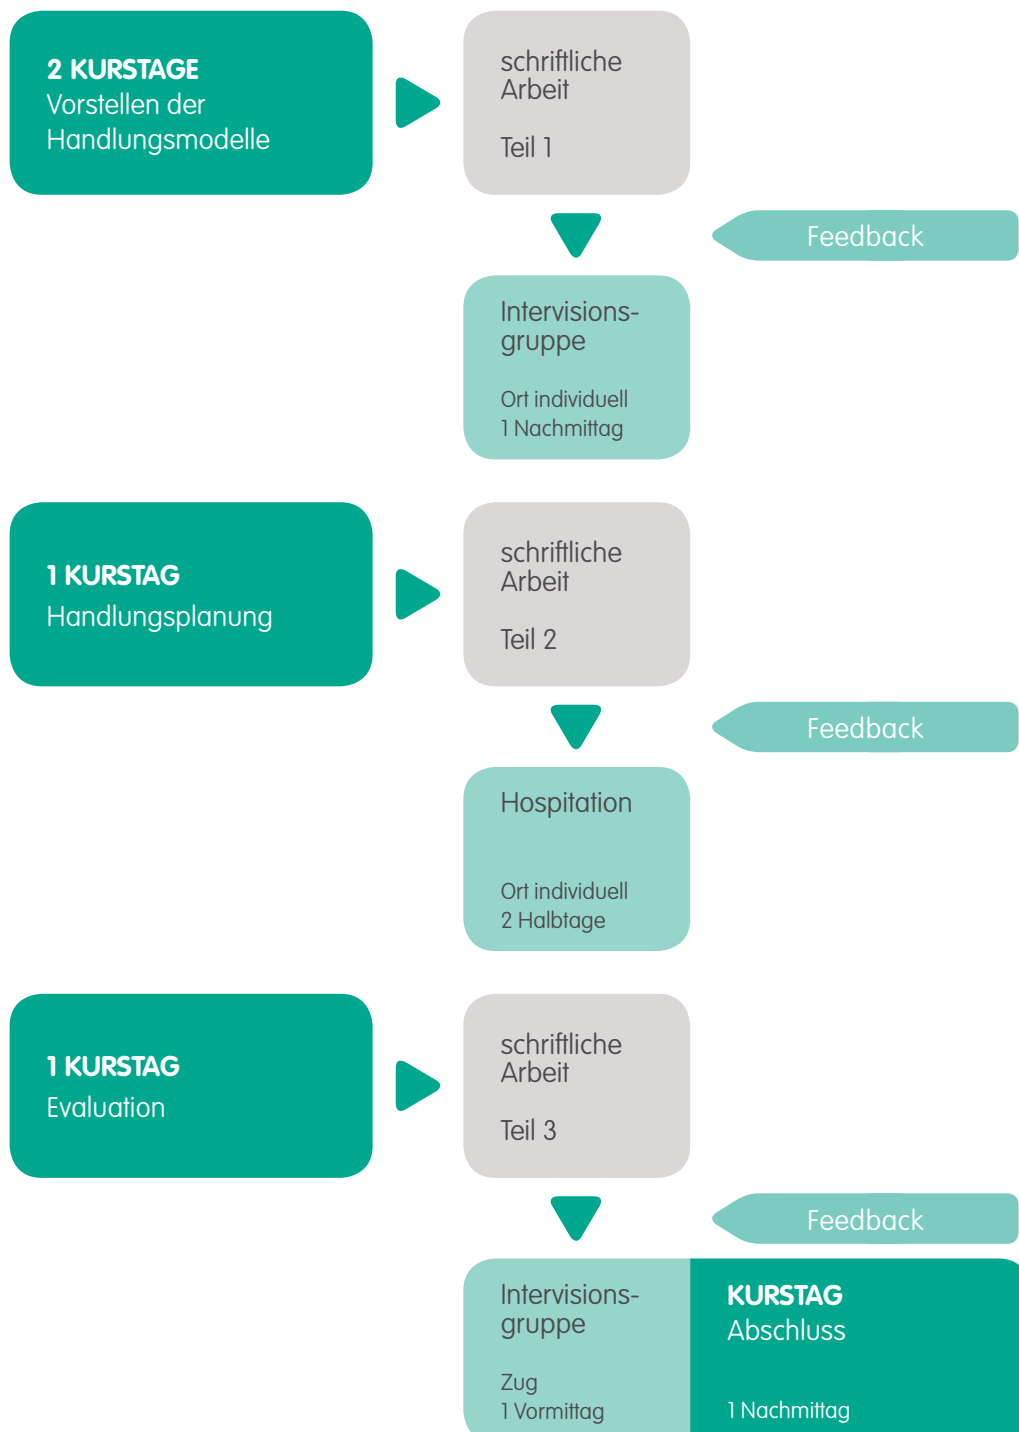 2 KURSTAGE
Vorstellen der
Handlungsmodelle
schriftliche
Arbeit
Teil 1
Feedback
Intervisions-
gruppe
Ort individuell
1 Nachmittag
1 KURSTAG
Handlungsplanung
schriftliche
Arbeit
Teil 2
Feedback
Hospitation
Ort individuell
2 Halbtage
1 KURSTAG
Evaluation
schriftliche
Arbeit
Teil 3
Feedback
Intervisions-
gruppe
Zug
1 Vormittag
KURSTAG
Abschluss
1 Nachmittag